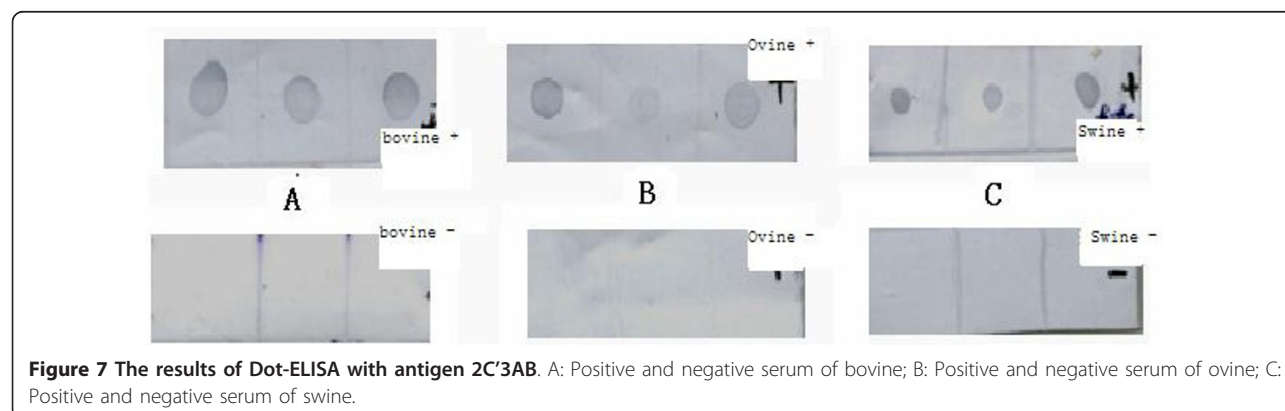 bovine +
Ovine +
Swine +
A
B
C
bovine -
Ovine -
Swine -
Figure 7 The results of Dot-ELISA with antigen 2C'3AB. A: Positive and negative serum of bovine; B: Positive and negative serum of ovine; C:
Positive and negative serum of swine.